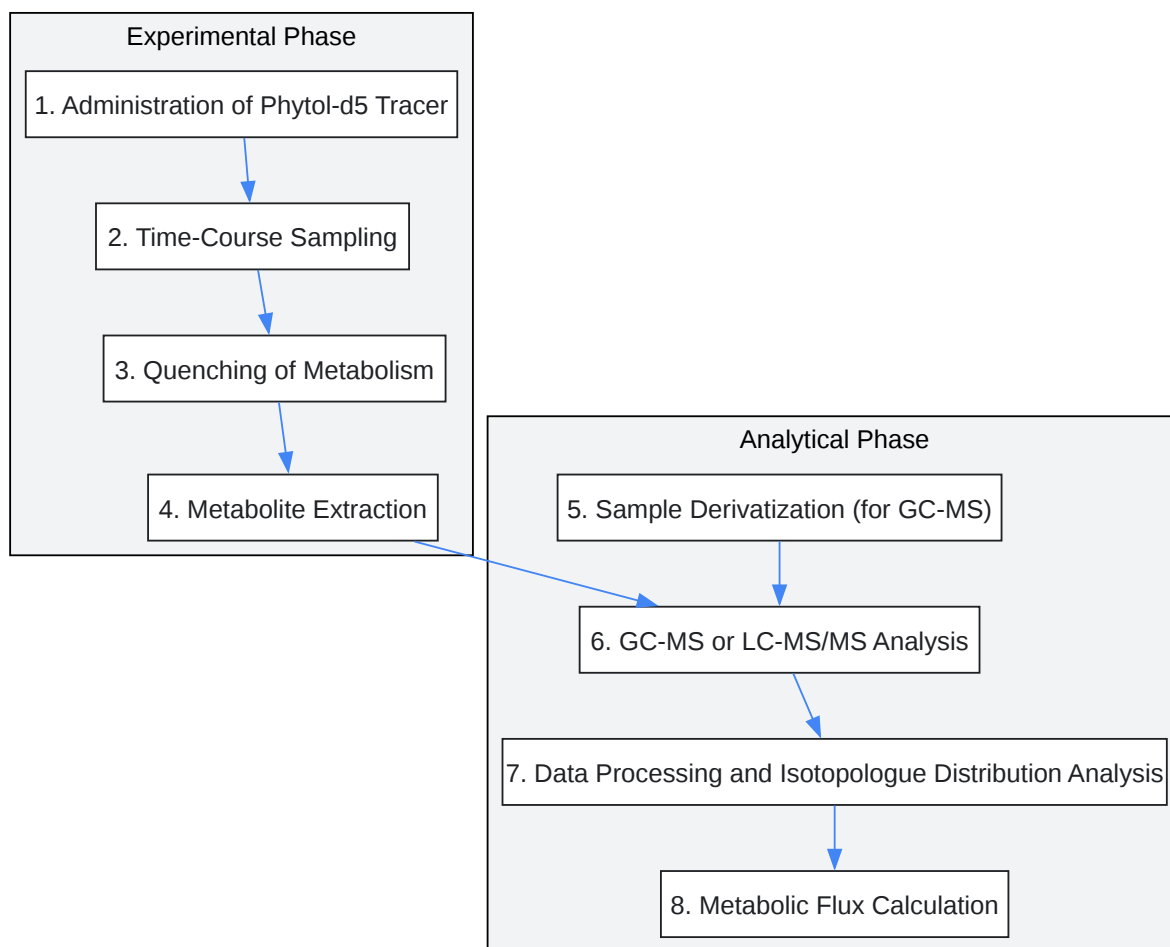 Experimental Phase
1. Administration of Phytol-d5 Tracer
2. Time-Course Sampling
3. Quenching of Metabolism
4. Metabolite Extraction
Analytical Phase
5. Sample Derivatization (for GC-MS)
6. GC-MS or LC-MS/MS Analysis
7. Data Processing and Isotopologue Distribution Analysis
8. Metabolic Flux Calculation